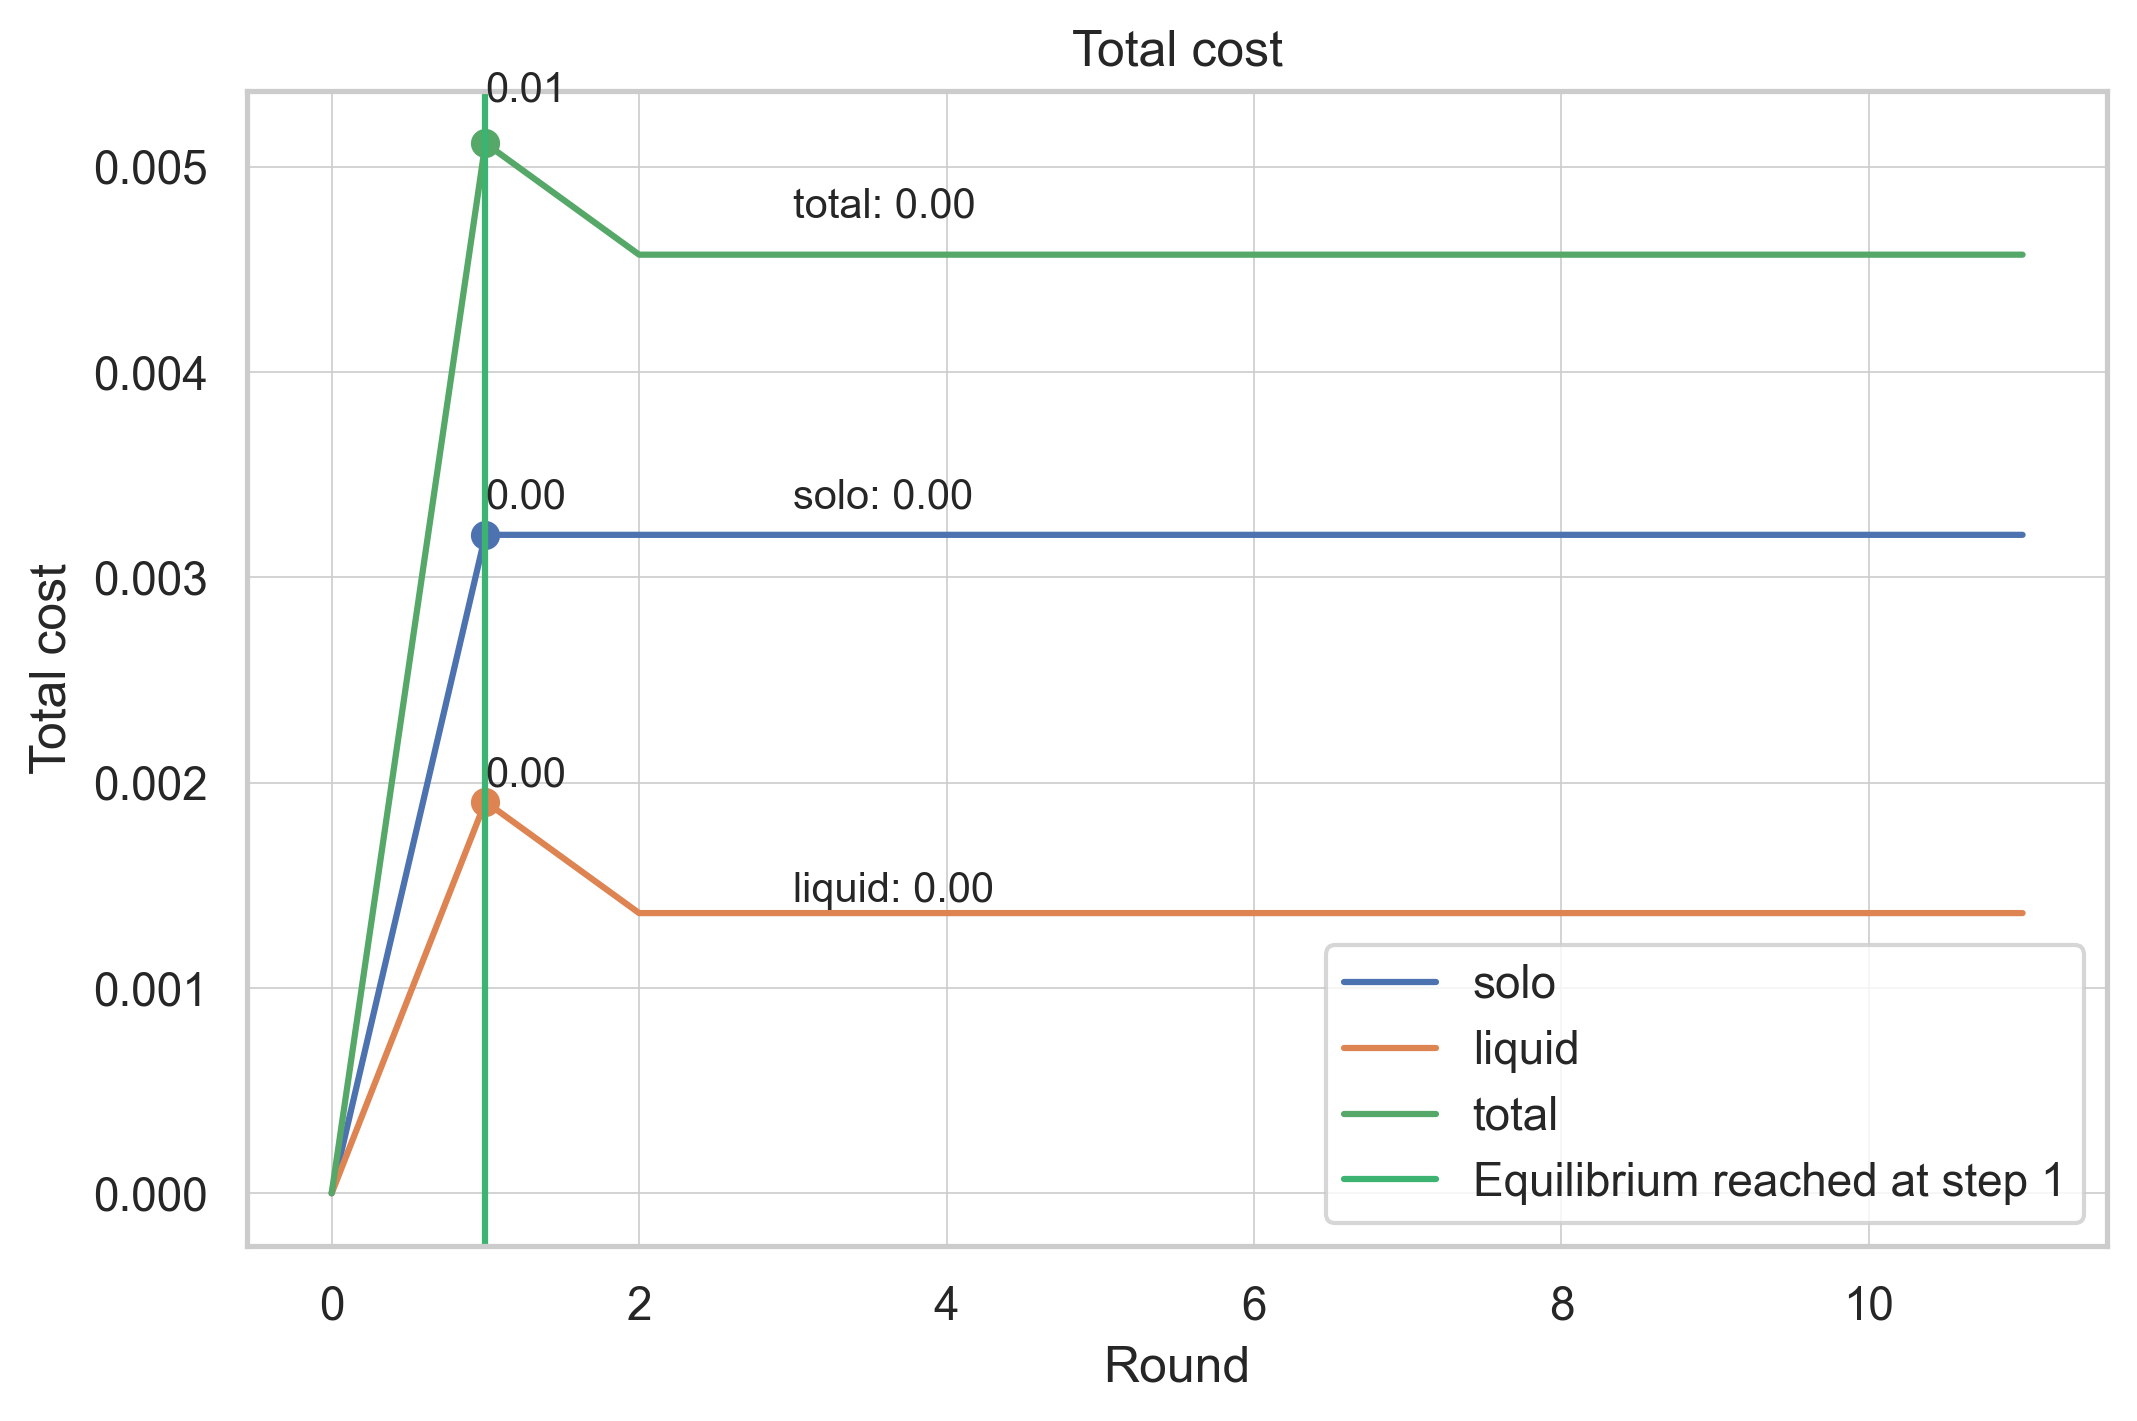 Total cost
0.01
0.005
total: 0.00
0.004
0.00
solo: 0.00
0.003
Total cost
0.002
0.00
liquid: 0.00
0.001
0.000
solo
liquid
total
Equilibrium reached at step 1
0 2 4 6 8 10
Round